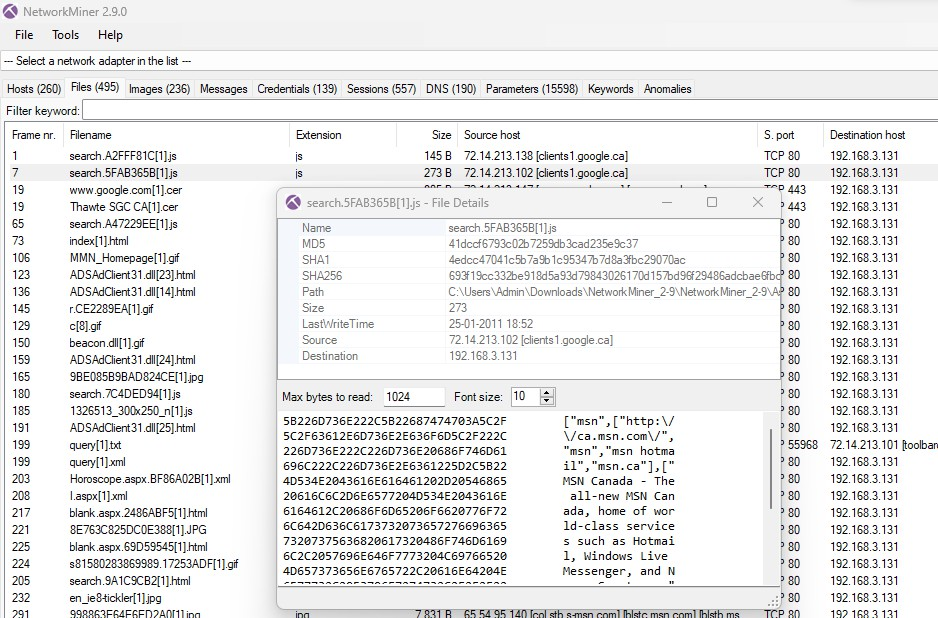 NetworkMiner 2.9.0
File Tools Help
--- Select a network adapter in the list ---
Hosts (260) Files (495) Images (236) Messages Credentials (139) Sessions (557) DNS (190) Parameters (15598) Keywords Anomalies
Filter keyword:
Frame nr. Filename Extension Size Source host S. port Destination host
1 search.A2FFF81C[1].js js 145 B 72.14.213.138 [clients1.google.ca] TCP 80 192.168.3.131
7 search.5FAB365B[1].js js 273 B 72.14.213.102 [clients1.google.ca] TCP 80 192.168.3.131
19 www.google.com[1].cer P 443 192.168.3.131
19 Thawte SGC CA[1].cer P 443 192.168.3.131
65 search.A47229EE[1].js P 80 192.168.3.131
73 index[1].html P 80 192.168.3.131
106 MMN_Homepage[1].gif P 80 192.168.3.131
123 ADSAdClient31.dll[23].html P 80 192.168.3.131
136 ADSAdClient31.dll[14].html P 80 192.168.3.131
145 r.CE2289EA[1].gif P 80 192.168.3.131
129 c[8].gif P 80 192.168.3.131
150 beacon.dll[1].gif P 80 192.168.3.131
159 ADSAdClient31.dll[24].html P 80 192.168.3.131
165 9BE085B9BAD824CE[1].jpg P 80 192.168.3.131
180 search.7C4DED94[1].js P 80 192.168.3.131
185 1326513_300x250_n[1].js P 80 192.168.3.131
191 ADSAdClient31.dll[25].html P 80 192.168.3.131
199 query[1].txt P 55968 72.14.213.101 [toolbar
199 query[1].xml P 80 192.168.3.131
203 Horoscope.aspx.BF86A02B[1].xml P 80 192.168.3.131
208 l.aspx[1].xml P 80 192.168.3.131
217 blank.aspx.2486ABF5[1].html P 80 192.168.3.131
221 8E763C825DC0E388[1].JPG P 80 192.168.3.131
225 blank.aspx.69D59545[1].html P 80 192.168.3.131
224 s81580283869989.17253ADF[1].gif P 80 192.168.3.131
205 search.9A1C9CB2[1].html P 80 192.168.3.131
232 en_ie8-tickler[1].jpg P 80 192.168.3.131
291 998863F64F6FD2A0[1].jpg jpg 7 831 B 65.54.95.140 TCP 80 192.168.3.131
search.5FAB365B[1].js - File Details
Name search.5FAB365B[1].js
MD5 41dccf6793c02b7259db3cad235e9c37
SHA1 4edcc47041c5b7a9b1c95347b7d8a3fbc29070ac
SHA256 693f19cc332be918d5a93d79843026170d157bd96f29486adcbae6fbc
Path C:\Users\Admin\Downloads\NetworkMiner_2-9\NetworkMiner_2-9\A
Size 273
LastWriteTime 25-01-2011 18:52
Source 72.14.213.102 [clients1.google.ca]
Destination 192.168.3.131
Max bytes to read: 1024 Font size: 10
5B226D736E222C5B22687474703A5C2F ["msn",["http:\/
5C2F63612E6D736E2E636F6D5C2F222C \/ca.msn.com\/",
226D736E222C226D736E20686F746D61 "msn","msn hotma
696C222C226D736E2E6361225D2C5B22 il","msn.ca"],["
4D534E2043616E616461202D20546865 MSN Canada - The
20616C6C2D6E6577204D534E2043616E all-new MSN Can
6164612C20686F6D65206F6620776F72 ada, home of wor
6C642D636C6173732073657276696365 ld-class service
73207375636820617320486F746D6169 s such as Hotmai
6C2C2057696E646F7773204C69766520 l, Windows Live
4D657373656E6765722C20616E64204E Messenger, and N